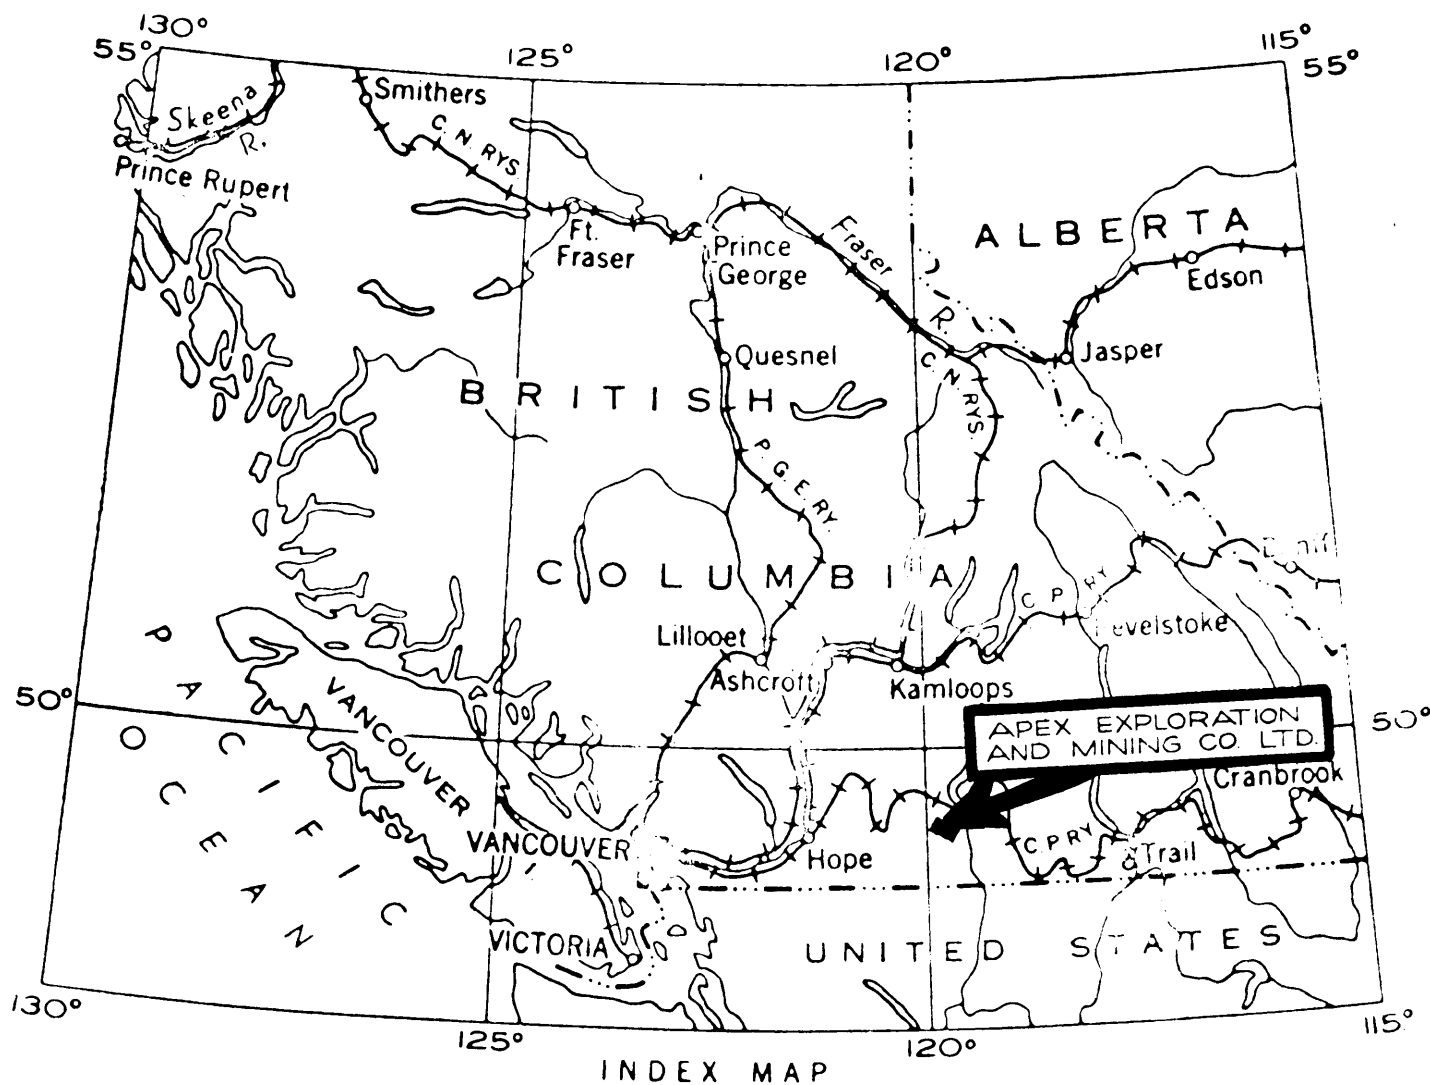 130°
55°
125°
120°
115°
55°
Skeena
R.
Smithers
C. N. RYS
Prince Rupert
Ft.
Fraser
Prince
George
Fraser
R.
ALBERTA
Edson
Jasper
Quesnel
C. N. RYS.
BRITISH
P. G. E. RY.
COLUMBIA
C P RY
Lillooet
Ashcroft
Kamloops
PACIFIC
OCEAN
50°
VANCOUVER
APEX EXPLORATION
AND MINING CO. LTD.
50°
Cranbrook
VANCOUVER
Hope
C P RY
Trail
VICTORIA
UNITED STATES
130°
125°
120°
115°
INDEX MAP